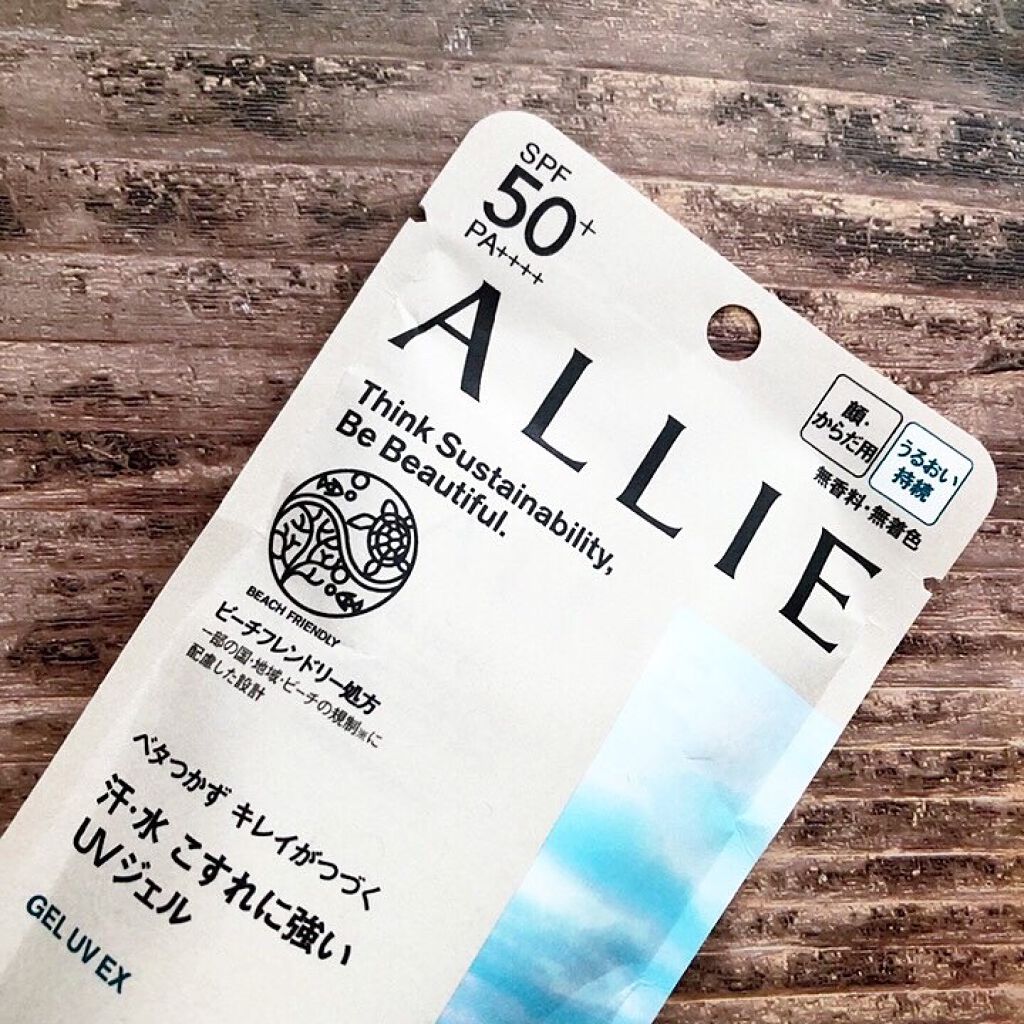 SPF
50+
PA++++
ALLIE
Think Sustainability,
Be Beautiful.
顔・
からだ用
うるおい
持続
無香料・無着色
BEACH FRIENDLY
ビーチフレンドリー処方
一部の国・地域・ビーチの規制※に
配慮した設計
ベタつかず キレイがつづく
汗・水 こすれに強い
UVジェル
GEL UV EX